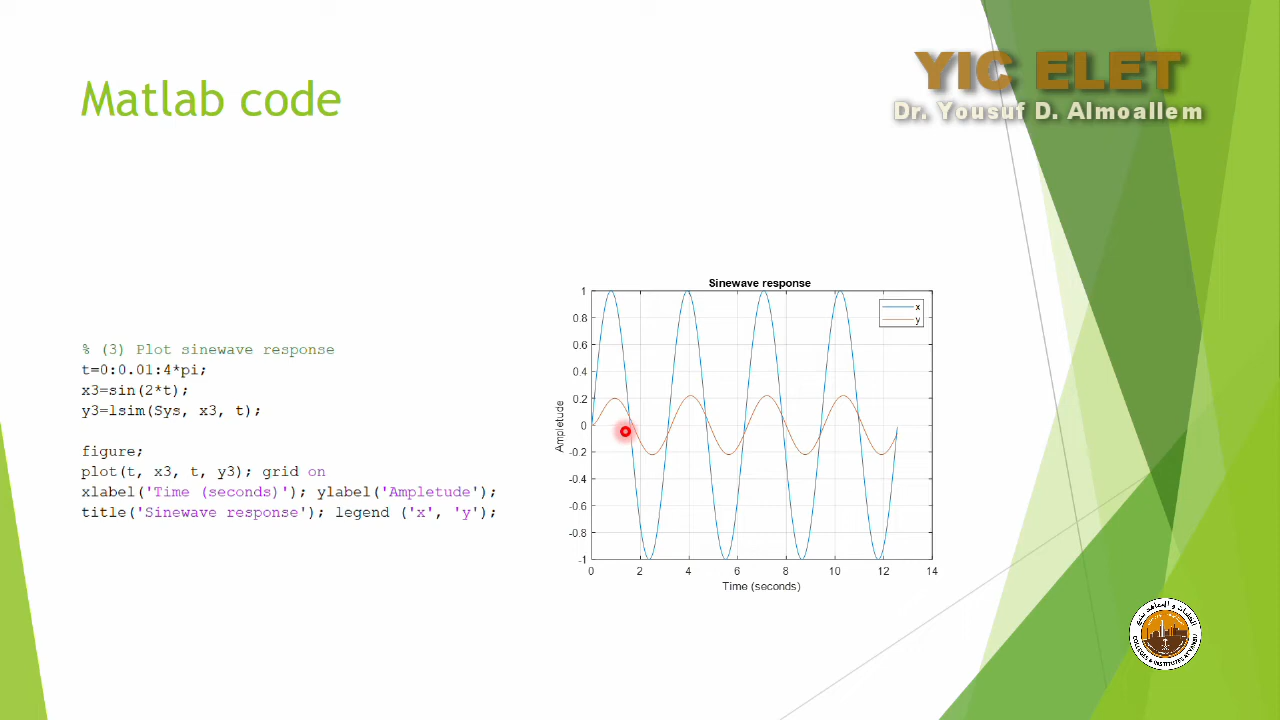 Matlab code
YIC ELET
Dr. Yousuf D. Almoallem
% (3) Plot sinewave response
t=0:0.01:4*pi;
x3=sin(2*t);
y3=lsim(Sys, x3, t);
figure;
plot(t, x3, t, y3); grid on
xlabel('Time (seconds)'); ylabel('Ampletude');
title('Sinewave response'); legend ('x', 'y');
Sinewave response
x
y
Ampletude
1
0.8
0.6
0.4
0.2
0
-0.2
-0.4
-0.6
-0.8
-1
0 2 4 6 8 10 12 14
Time (seconds)